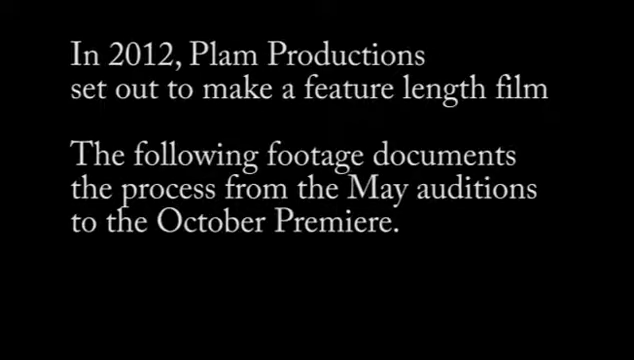 In 2012, Plam Productions
set out to make a feature length film
The following footage documents
the process from the May auditions
to the October Premiere.